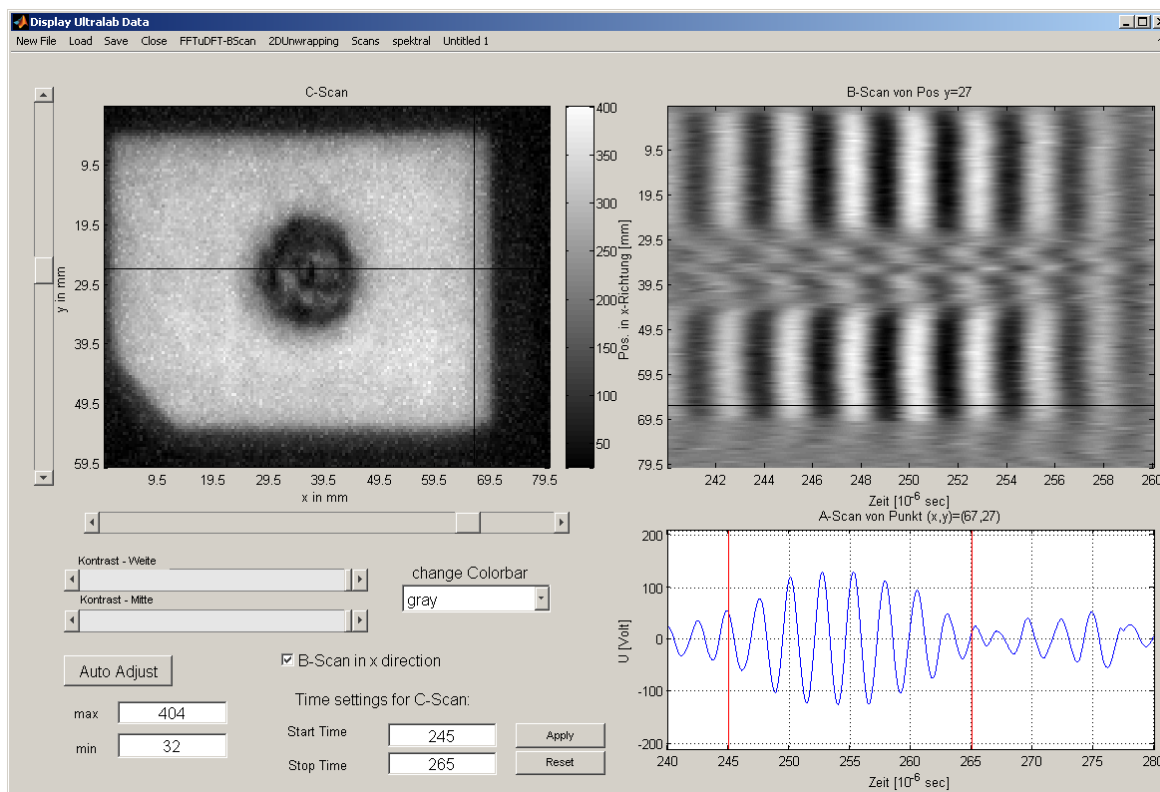 Display Ultralab Data
New File Load Save Close FFTuDFT-BScan 2DUnwrapping Scans spektral Untitled 1
C-Scan
y in mm
9.5
19.5
29.5
39.5
49.5
59.5
9.5 19.5 29.5 39.5 49.5 59.5 69.5 79.5
x in mm
400
350
300
250
200
150
100
50
B-Scan von Pos y=27
Pos. in x-Richtung [mm]
9.5
19.5
29.5
39.5
49.5
59.5
69.5
79.5
242 244 246 248 250 252 254 256 258 260
Zeit [10⁻⁶ sec]
A-Scan von Punkt (x,y)=(67,27)
U [Volt]
200
100
0
-100
-200
240 245 250 255 260 265 270 275 280
Zeit [10⁻⁶ sec]
Kontrast - Weite
Kontrast - Mitte
change Colorbar
gray
Auto Adjust
max 404
min 32
B-Scan in x direction
Time settings for C-Scan:
Start Time 245 Apply
Stop Time 265 Reset